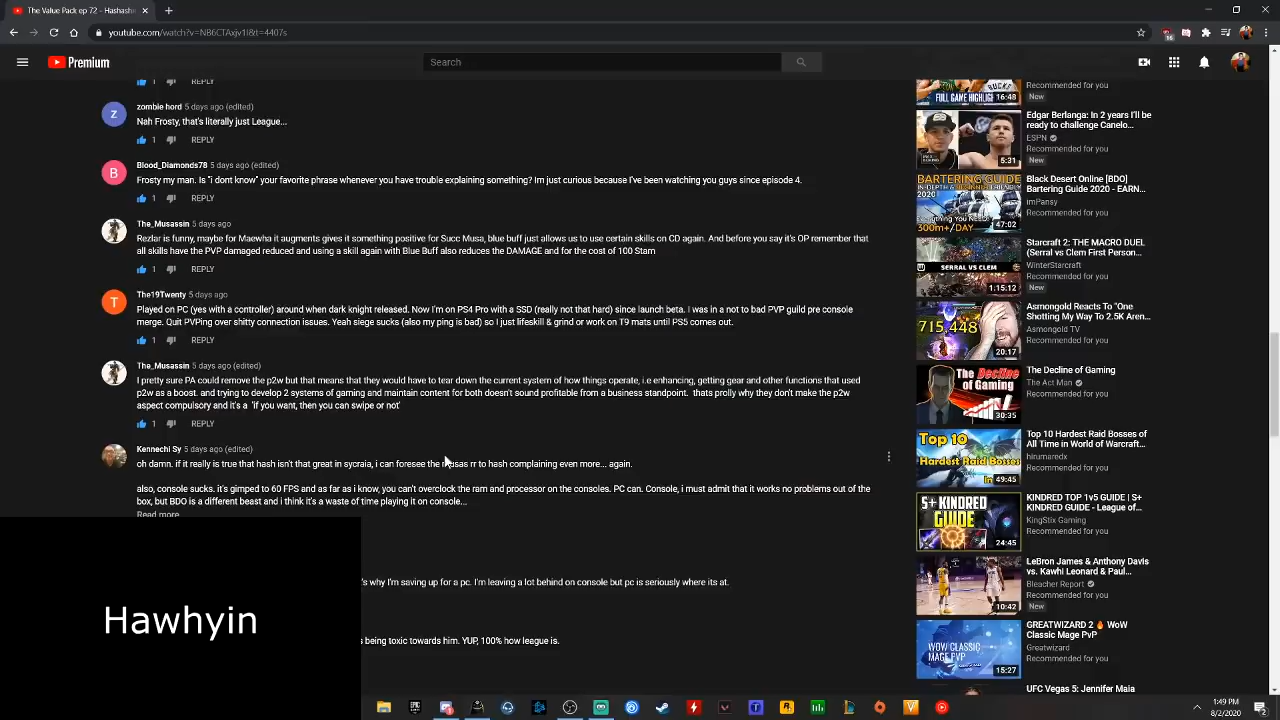 The Value Pack ep 72 - Hashashi
youtube.com/watch?v=NB6CTAxjv1I&t=4407s
16
Premium
Search
1 REPLY
Z
zombie hord 5 days ago (edited)
Nah Frosty, that's litrally just League...
1 REPLY
B
Blood_Diamonds78 5 days ago (edited)
Frosty my man. Is "i don't know" your favorite phrase whenever you have trouble explaining something? Im just curious because I've been watching you guys since episode 4.
1 REPLY
The_Musassin 5 days ago
Rezlar is funny, maybe for Maewha it augments gives it something positive for Succ Musa, blue buff just allows us to use certain skills on CD again. And before you say it's OP remember that
all skills have the PVP damaged reduced and using a skill again with Blue Buff also reduces the DAMAGE and for the cost of 100 Stam
1 REPLY
T
The19Twenty 5 days ago
Played on PC (yes with a controller) around when dark knight released. Now I'm on PS4 Pro with a SSD (really not that hard) since launch beta. I was in a not to bad PVP guild pre console
merge. Quit PVPing over shitty connection issues. Yeah siege sucks (also my ping is bad) so I just lifeskill & grind or work on T9 mats until PS5 comes out.
1 REPLY
The_Musassin 5 days ago (edited)
I pretty sure PA could remove the p2w but that means that they would have to tear down the current system of how things operate, i.e enhancing, getting gear and other functions that used
p2w as a boost. and trying to develop 2 systems of gaming and maintain content for both doesn't sound profitable from a business standpoint. thats prolly why they don't make the p2w
aspect compulsory and it's a 'if you want, then you can swipe or not'
1 REPLY
Kennechi Sy 5 days ago (edited)
oh damn. if it really is legit that hash is that great in sycraia, i can foresee the masses rr to hash complaining even more... again.
also, console sucks. it's gimped to 60 FPS and as far as i know, you can't overclock the ram and processor on the consoles. PC can. Console, i must admit that it works no problems out of the
box, but BDO is a different beast and i think it's a waste of time playing it on console...
Read more
's why I'm saving up for a pc. I'm leaving a lot behind on console but pc is seriously where its at.
s being toxic towards him. YUP, 100% how league is.
Hawhyin
FULL GAME HIGHLIG
16:48
Recommended for you
New
5:31
Edgar Berlanga: In 2 years I'll be
ready to challenge Canelo...
ESPN
Recommended for you
New
BARTERING GUIDE
2020
Everything You NEED!
300m+/DAY
47:02
Black Desert Online [BDO]
Bartering Guide 2020 - EARN...
imPansy
Recommended for you
SERRAL VS CLEM
1:15:12
Starcraft 2: THE MACRO DUEL
(Serral vs Clem First Person...
WinterStarcraft
Recommended for you
New
715,448
20:17
Asmongold Reacts To "One
Shotting My Way To 2.5K Aren...
Asmongold TV
Recommended for you
THE DECLINE
OF GAMING
30:35
The Decline of Gaming
The Act Man
Recommended for you
Top 10
Hardest Raid Bosses
In
49:45
Top 10 Hardest Raid Bosses of
All Time in World of Warcraft...
hirumaredx
Recommended for you
S+ KINDRED
GUIDE
24:45
KINDRED TOP 1v5 GUIDE | S+
KINDRED GUIDE - League of...
KingStix Gaming
Recommended for you
10:42
LeBron James & Anthony Davis
vs. Kawhi Leonard & Paul...
Bleacher Report
Recommended for you
New
WOW CLASSIC
MAGE PVP
15:27
GREATWIZARD 2 🔥 WoW
Classic Mage PvP
Greatwizard
Recommended for you
UFC Vegas 5: Jennifer Maia
1:49 PM
8/2/2020
2